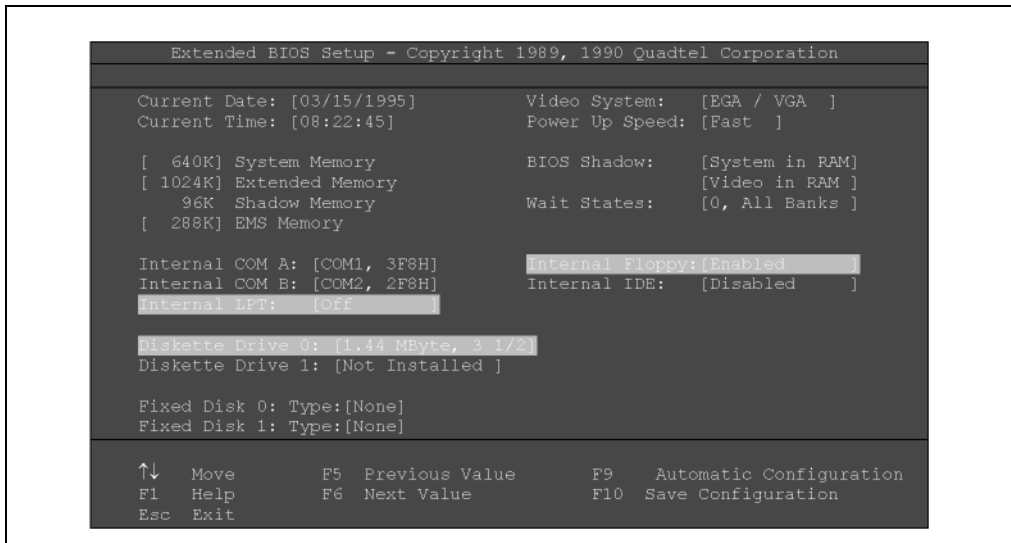 Extended BIOS Setup - Copyright 1989, 1990 Quadtel Corporation
Current Date: [03/15/1995] Video System: [EGA / VGA ]
Current Time: [08:22:45] Power Up Speed: [Fast ]
[ 640K] System Memory BIOS Shadow: [System in RAM]
[ 1024K] Extended Memory [Video in RAM ]
96K Shadow Memory Wait States: [0, All Banks ]
[ 288K] EMS Memory
Internal COM A: [COM1, 3F8H] Internal Floppy:[Enabled ]
Internal COM B: [COM2, 2F8H] Internal IDE: [Disabled ]
Internal LPT: [Off ]
Diskette Drive 0: [1.44 MByte, 3 1/2]
Diskette Drive 1: [Not Installed ]
Fixed Disk 0: Type:[None]
Fixed Disk 1: Type:[None]
↑↓ Move F5 Previous Value F9 Automatic Configuration
F1 Help F6 Next Value F10 Save Configuration
Esc Exit